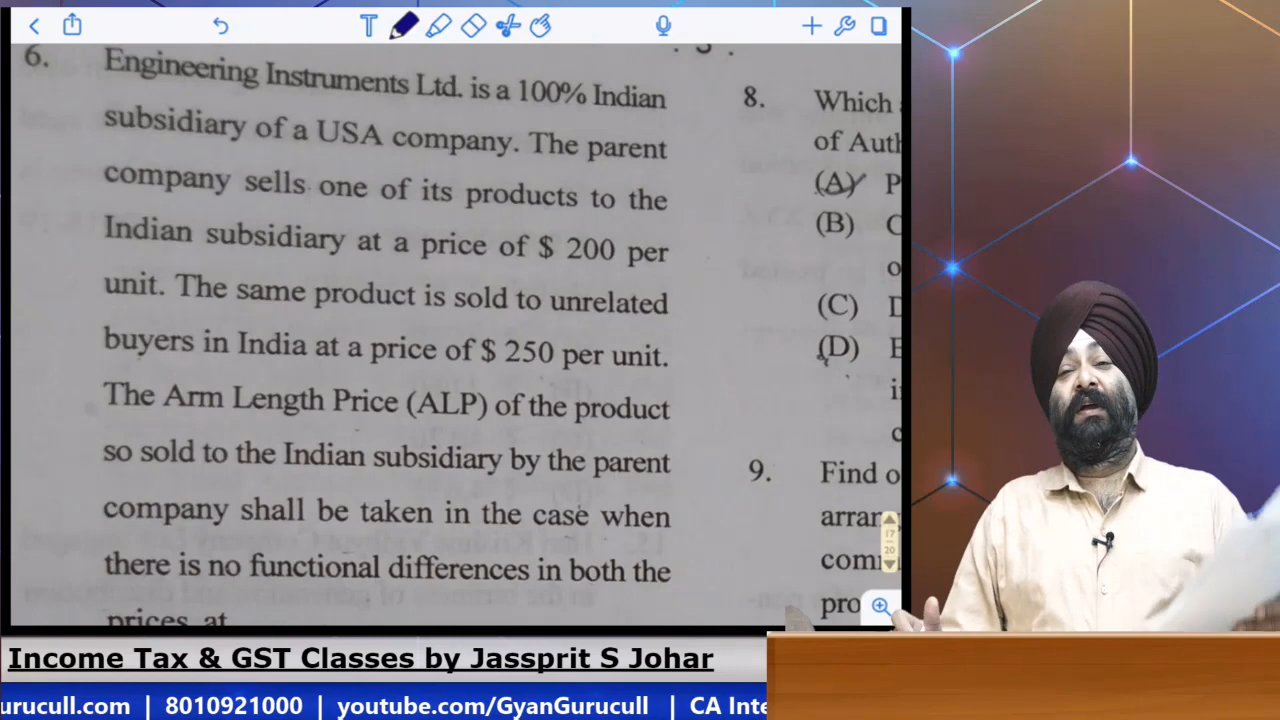 6. Engineering Instruments Ltd. is a 100% Indian
subsidiary of a USA company. The parent
company sells one of its products to the
Indian subsidiary at a price of $ 200 per
unit. The same product is sold to unrelated
buyers in India at a price of $ 250 per unit.
The Arm Length Price (ALP) of the product
so sold to the Indian subsidiary by the parent
company shall be taken in the case when
there is no functional differences in both the
prices, at
8. Which
of Auth
(A) P
(B) C
o
(C) D
(D) E
i
c
9. Find o
arran
com
pro
17
20
Income Tax & GST Classes by Jassprit S Johar
urucull.com | 8010921000 | youtube.com/GyanGurucull | CA Inte